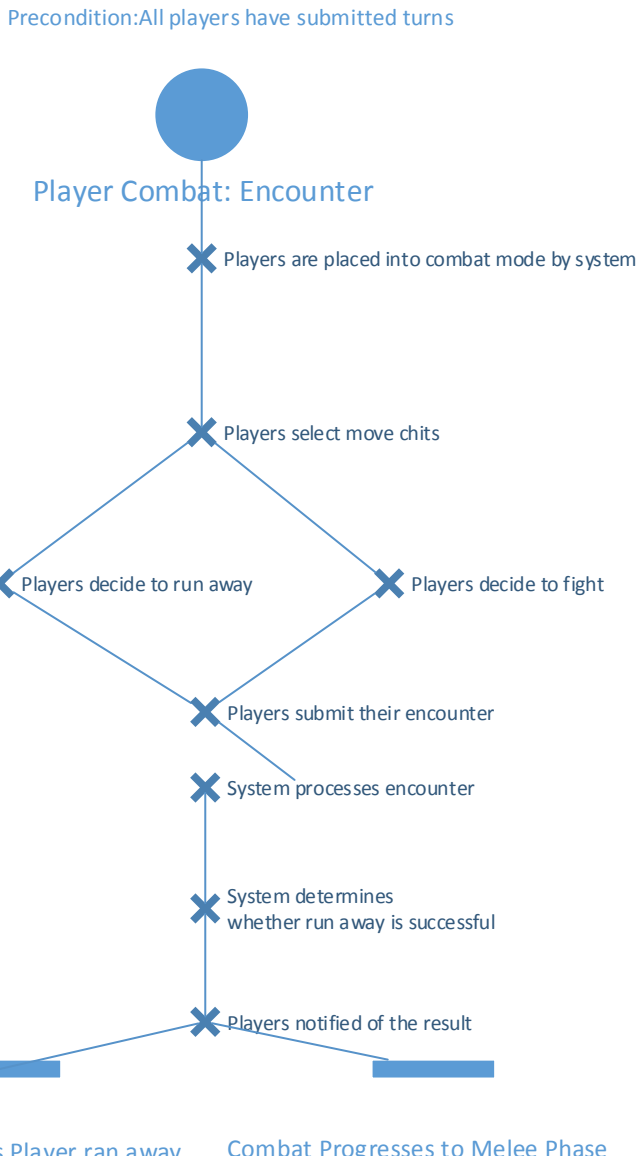 Precondition:All players have submitted turns
Player Combat: Encounter
Players are placed into combat mode by system
Players select move chits
Players decide to run away
Players decide to fight
Players submit their encounter
System processes encounter
System determines
whether run away is successful
Players notified of the result
Player ran away
Combat Progresses to Melee Phase